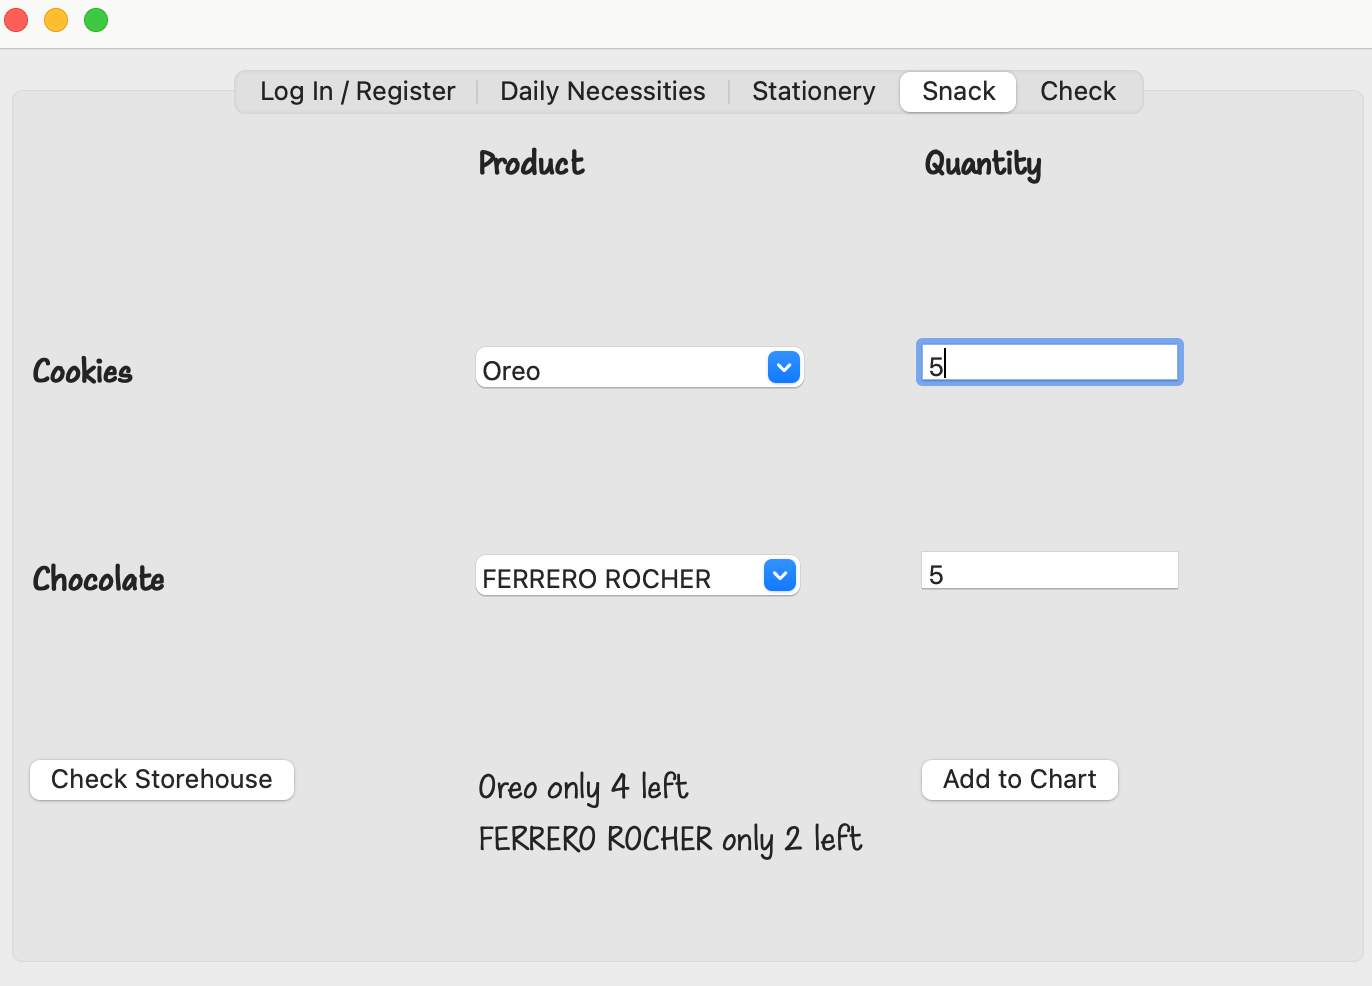 Log In / Register Daily Necessities Stationery Snack Check
Product Quantity
Cookies Oreo 5
Chocolate FERRERO ROCHER 5
Check Storehouse Oreo only 4 left Add to Chart
FERRERO ROCHER only 2 left